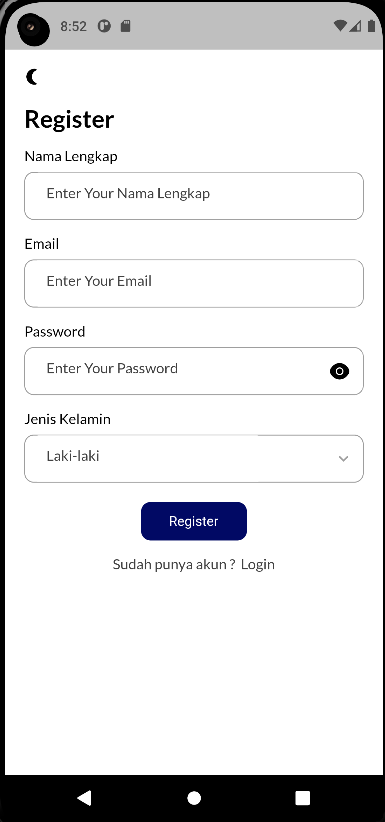 8:52
Register
Nama Lengkap
Enter Your Nama Lengkap
Email
Enter Your Email
Password
Enter Your Password
Jenis Kelamin
Laki-laki
Register
Sudah punya akun ? Login